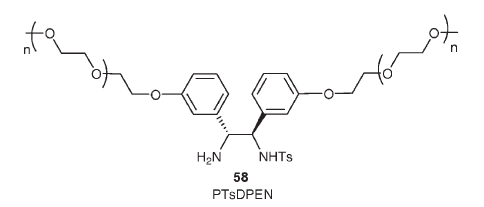 O O
O O
n O O O O n
H₂N NHTs
58
PTsDPEN